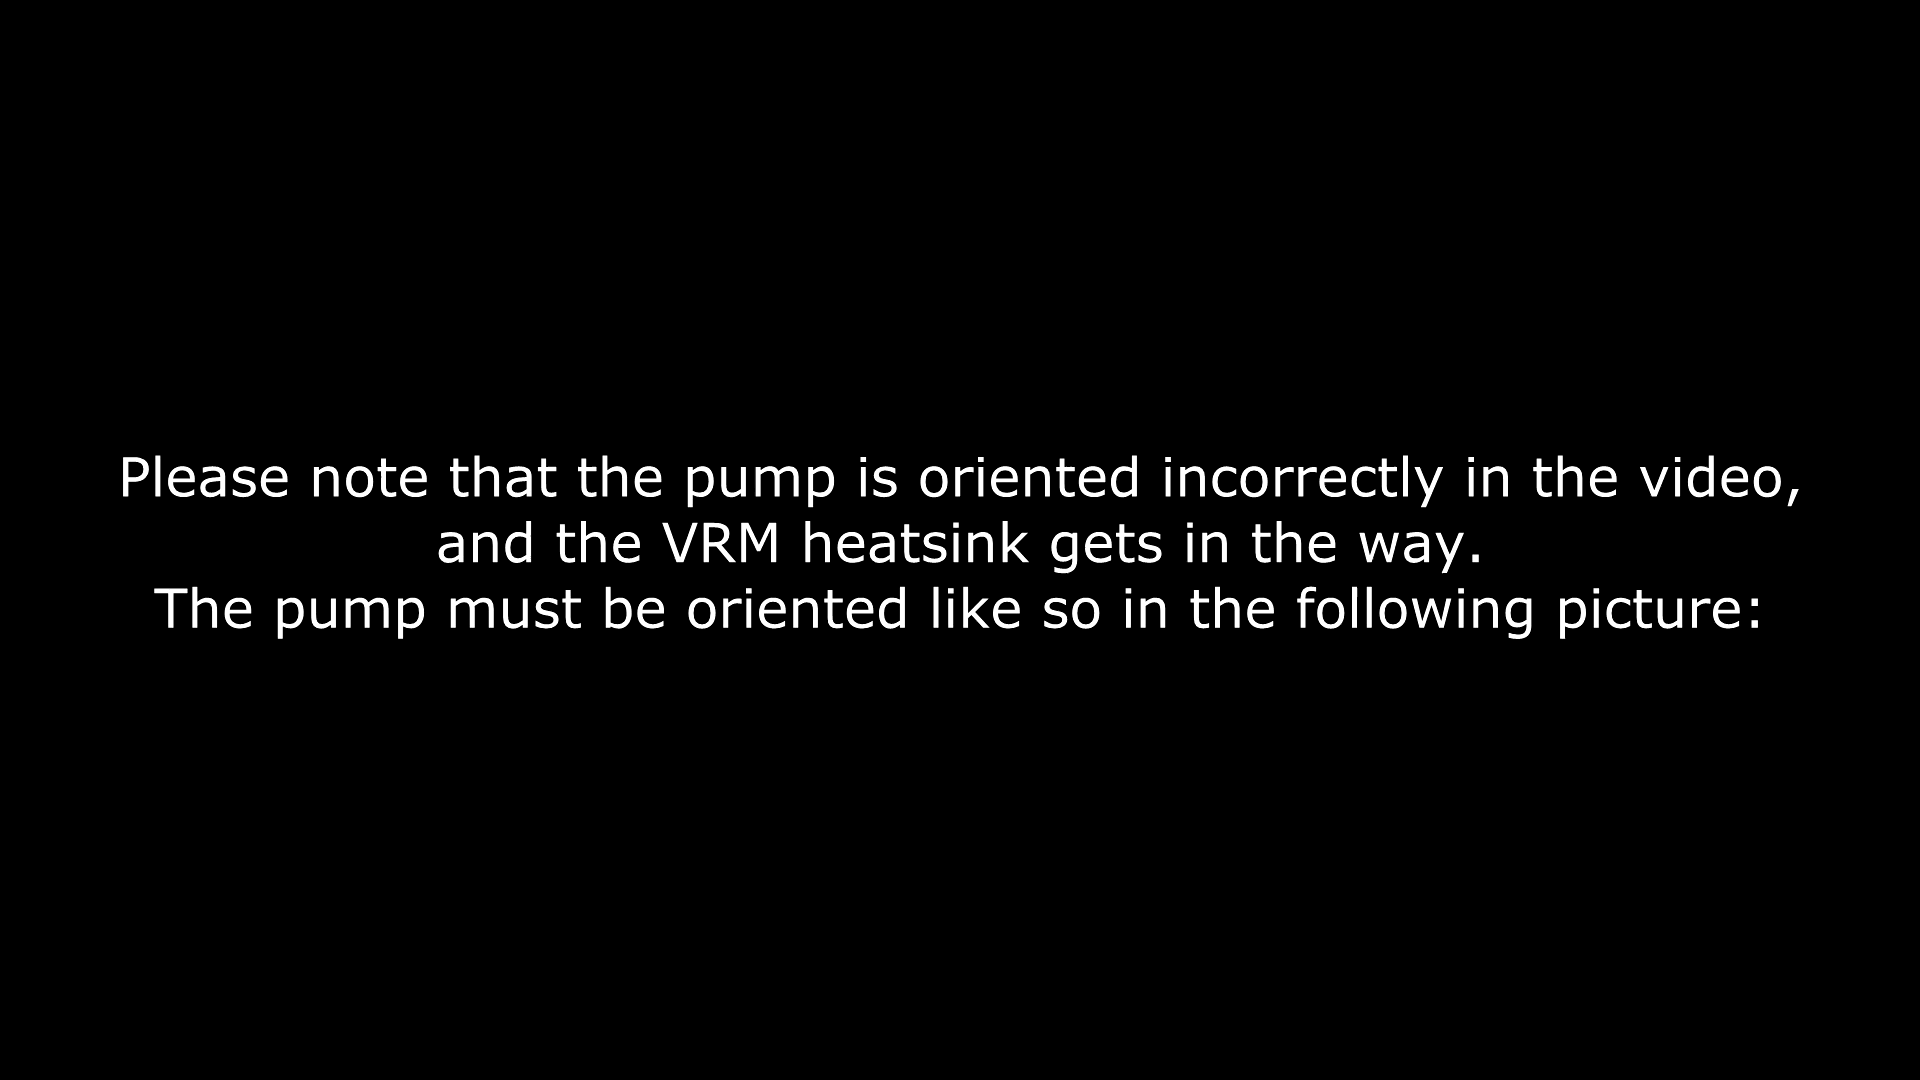 Please note that the pump is oriented incorrectly in the video,
and the VRM heatsink gets in the way.
The pump must be oriented like so in the following picture: